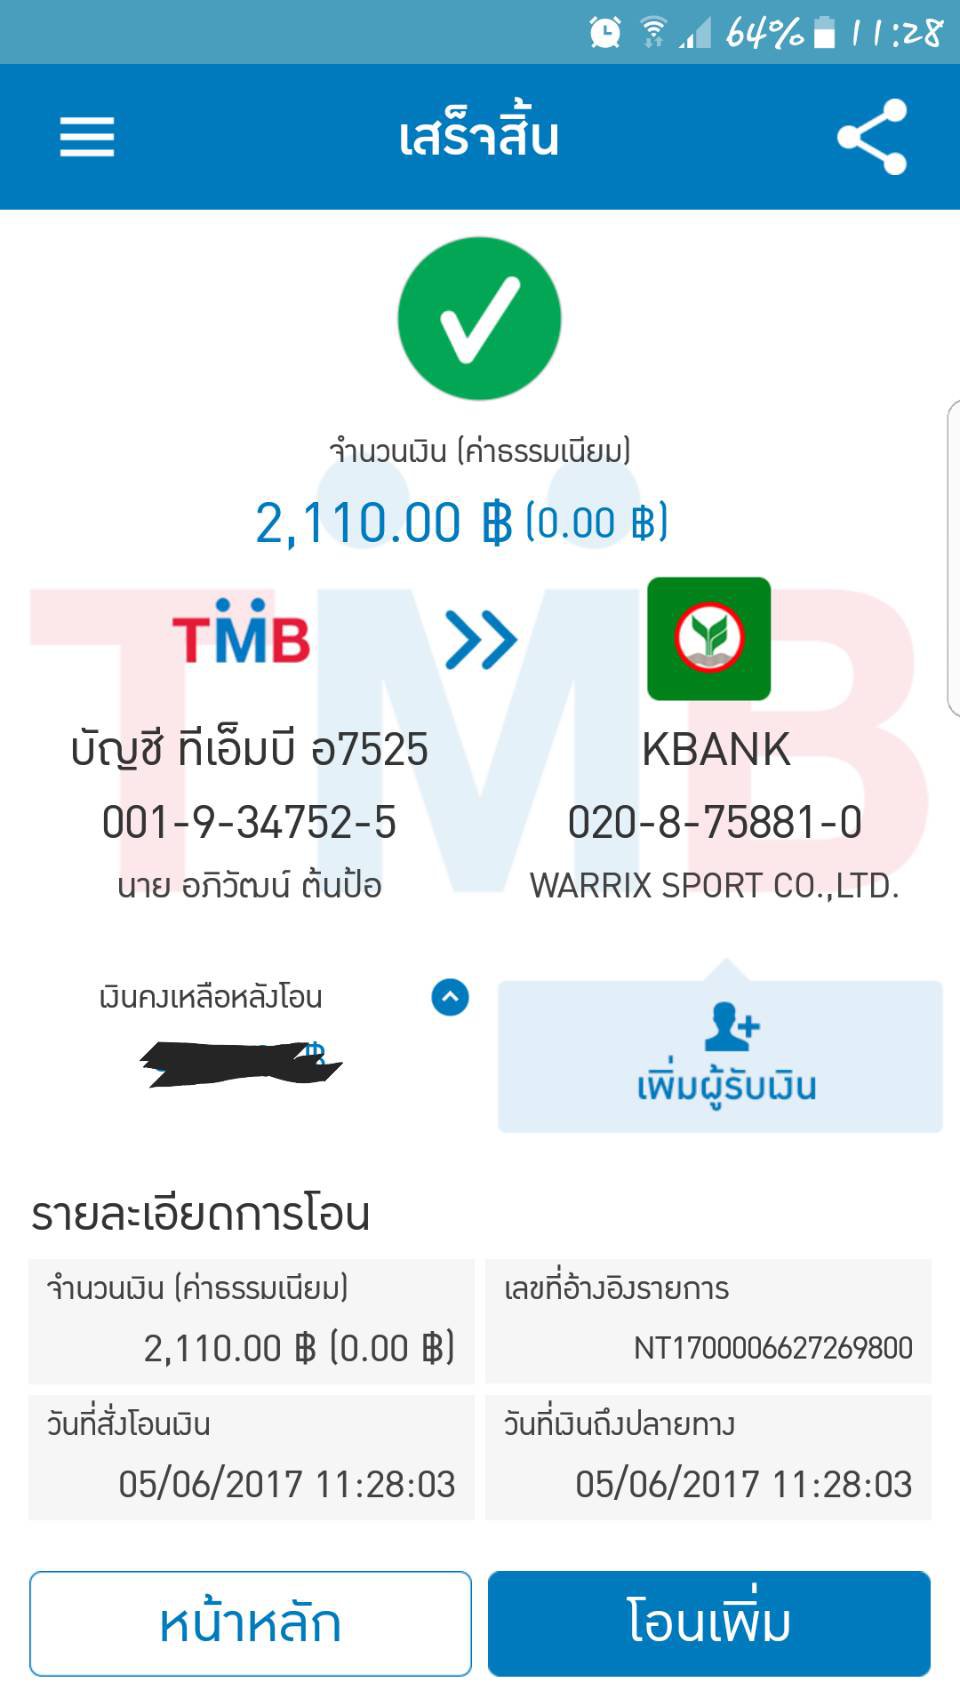 64% 11:28
เสร็จสิ้น
จำนวนเงิน (ค่าธรรมเนียม)
2,110.00 ฿ (0.00 ฿)
TMB
บัญชี ทีเอ็มบี อ7525 KBANK
001-9-34752-5 020-8-75881-0
นาย อภิวัฒน์ ต้นป้อ WARRIX SPORT CO.,LTD.
เงินคงเหลือหลังโอน
฿
เพิ่มผู้รับเงิน
รายละเอียดการโอน
จำนวนเงิน (ค่าธรรมเนียม) เลขที่อ้างอิงรายการ
2,110.00 ฿ (0.00 ฿) NT1700006627269800
วันที่สั่งโอนเงิน วันที่เงินถึงปลายทาง
05/06/2017 11:28:03 05/06/2017 11:28:03
หน้าหลัก โอนเพิ่ม